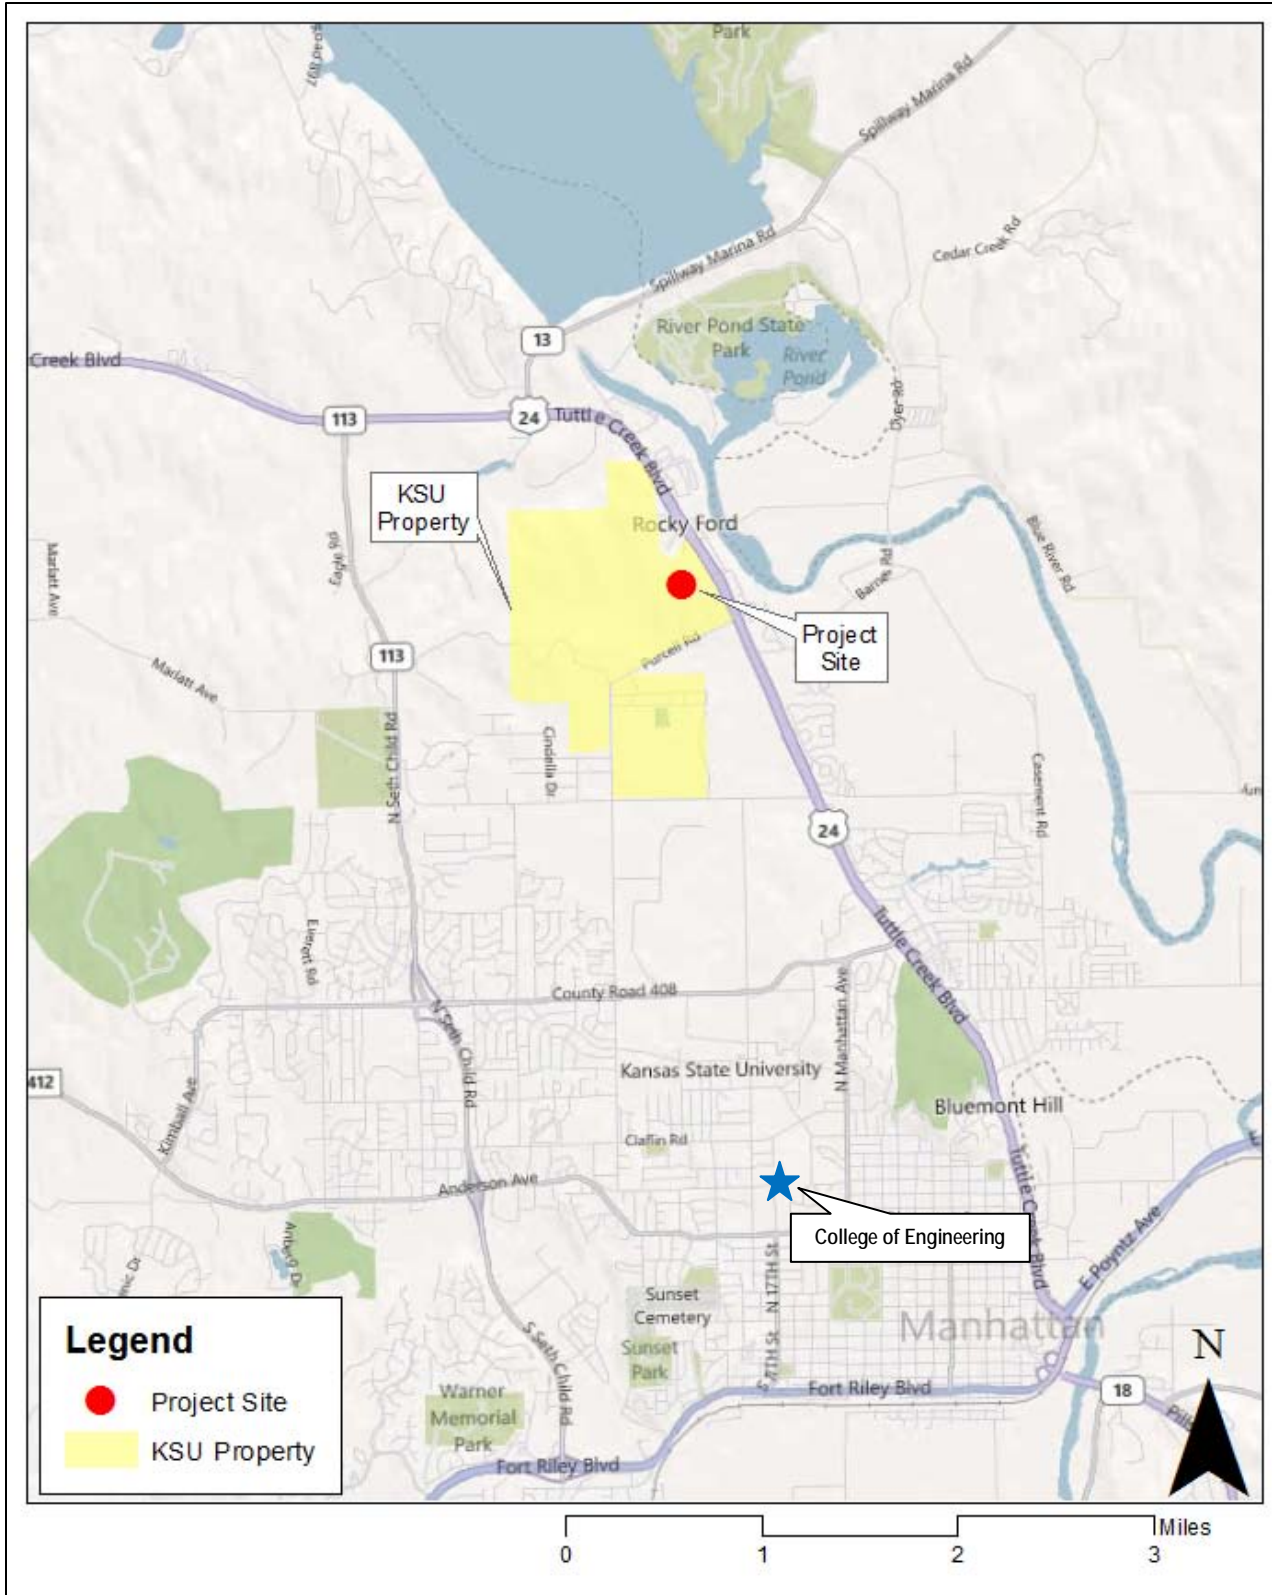 Park
Spillway Marina Rd
Cedar Creek Rd
Spillway Marina Rd
River Pond State
Park
River
Pond
13
Creek Blvd
113
24
Tuttle Creek Blvd
Dyer Rd
KSU
Property
Rocky Ford
Eagle Rd
Marlatt Ave
Blue River Rd
Barnes Rd
Project
Site
Purcell Rd
113
Marlatt Ave
N Seth Child Rd
Cindella Dr
Casement Rd
24
Tuttle Creek Blvd
County Road 408
N Manhattan Ave
N Seth Child Rd
Kansas State University
412
Kimball Ave
Bluemont Hill
Claflin Rd
Anderson Ave
Tuttle Creek Blvd
College of Engineering
E Poyntz Ave
N 17TH St
Sunset
Cemetery
Manhattan
Sunset
Park
S Seth Child Rd
Fort Riley Blvd
18
Warner
Memorial
Park
Fort Riley Blvd
Legend
Project Site
KSU Property
N
Miles
0 1 2 3